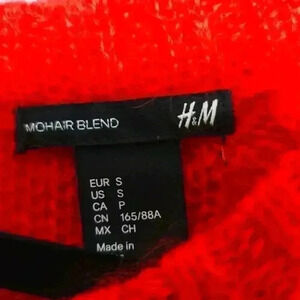 MOHAIR BLEND
H&M
EUR S
US S
CA P
CN 165/88A
MX CH
Made in